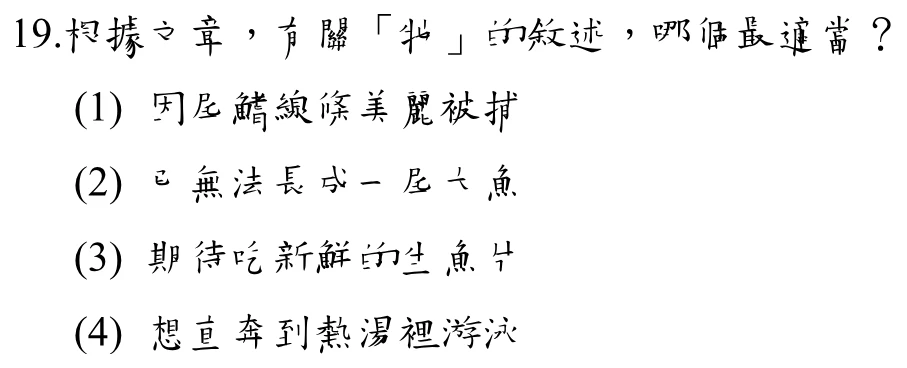 19.根據文章，有關「牠」的敘述，哪個最適當？
(1) 因尾鰭線條美麗被捕
(2) 已無法長成一尾大魚
(3) 期待吃新鮮的生魚片
(4) 想直奔到熱湯裡游泳